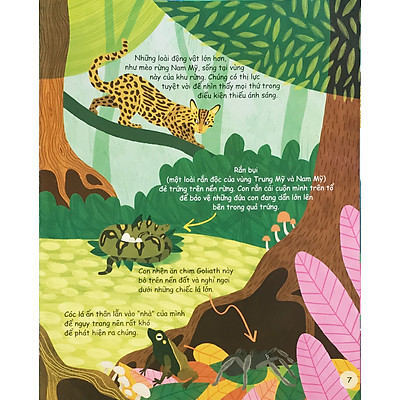 Những loài động vật lớn hơn,
như mèo rừng Nam Mỹ, sống tại vùng
này của khu rừng. Chúng có thị lực
tuyệt vời để nhìn thấy mọi thứ trong
điều kiện thiếu ánh sáng.
Rắn bụi
(một loài rắn độc của vùng Trung Mỹ và Nam Mỹ)
đẻ trứng trên nền rừng. Con rắn cái cuộn mình trên tổ
để bảo vệ những đứa con đang dần lớn lên
bên trong quả trứng.
Con nhện ăn chim Goliath này
bò trên nền đất và nghỉ ngơi
dưới những chiếc lá lớn.
Cóc lá ẩn thân lẫn vào "nhà" của mình
để ngụy trang nên rất khó
để phát hiện ra chúng.
7